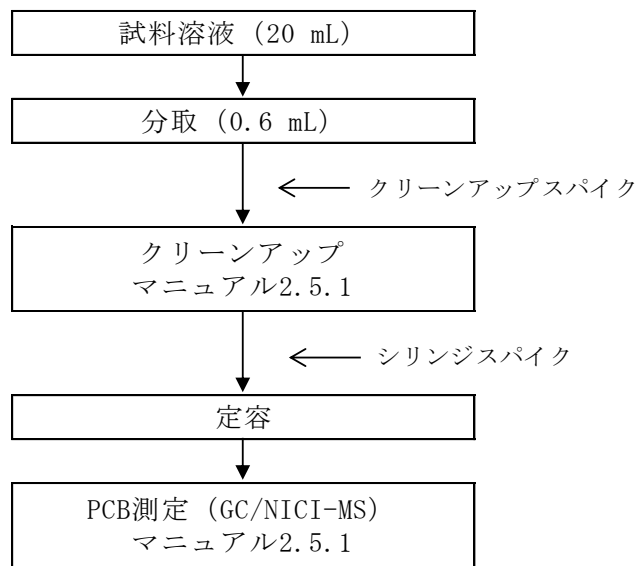 試料溶液 (20 mL)
分取 (0.6 mL)
クリーンアップスパイク
クリーンアップ
マニュアル2.5.1
シリンジスパイク
定容
PCB測定 (GC/NICI-MS)
マニュアル2.5.1